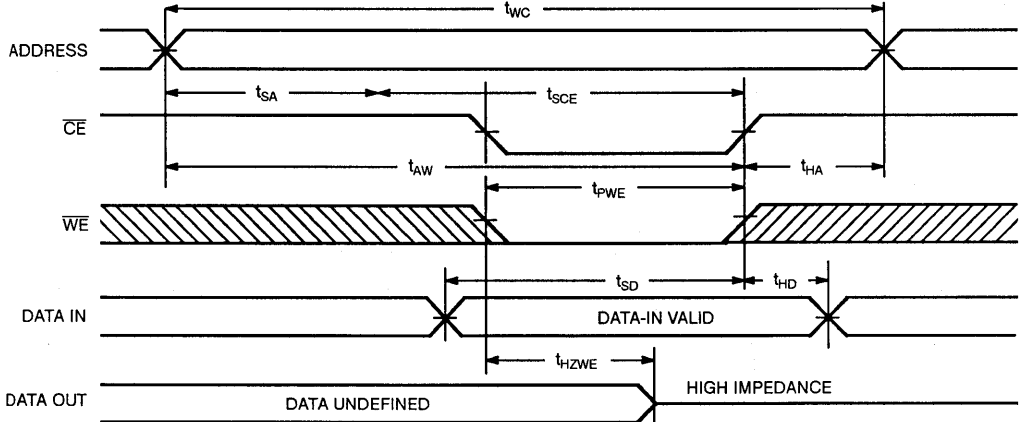 tWC
ADDRESS
tSA
tSCE
CE
tAW
tHA
tPWE
WE
tSD
tHD
DATA IN
DATA-IN VALID
tHZWE
HIGH IMPEDANCE
DATA OUT
DATA UNDEFINED